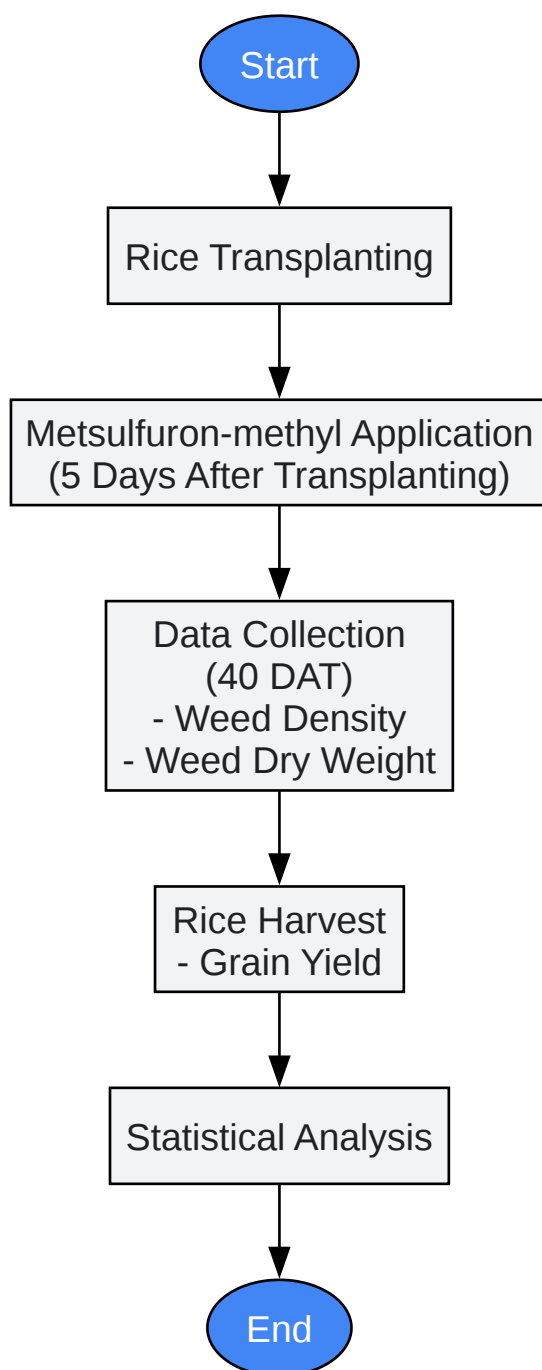 Start
Rice Transplanting
Metsulfuron-methyl Application
(5 Days After Transplanting)
Data Collection
(40 DAT)
- Weed Density
- Weed Dry Weight
Rice Harvest
- Grain Yield
Statistical Analysis
End